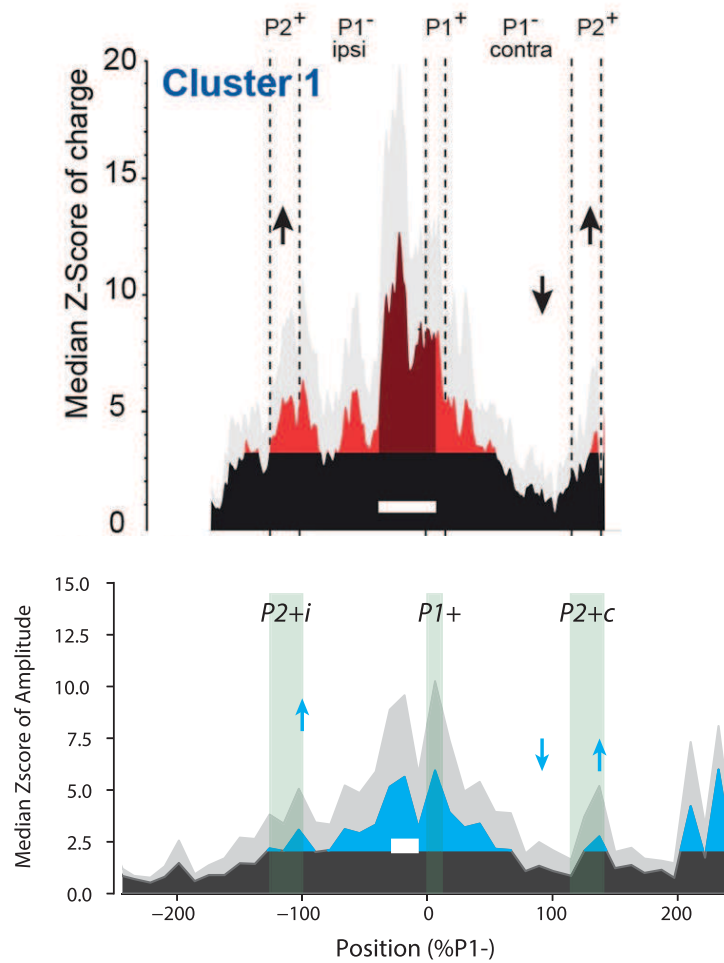 P2+ P1- P1+ P1- P2+
ipsi contra
Cluster 1
Median Z-Score of charge
20
15
10
5
0
P2+i P1+ P2+c
Median Zscore of Amplitude
15.0
12.5
10.0
7.5
5.0
2.5
0.0
−200 −100 0 100 200
Position (%P1-)